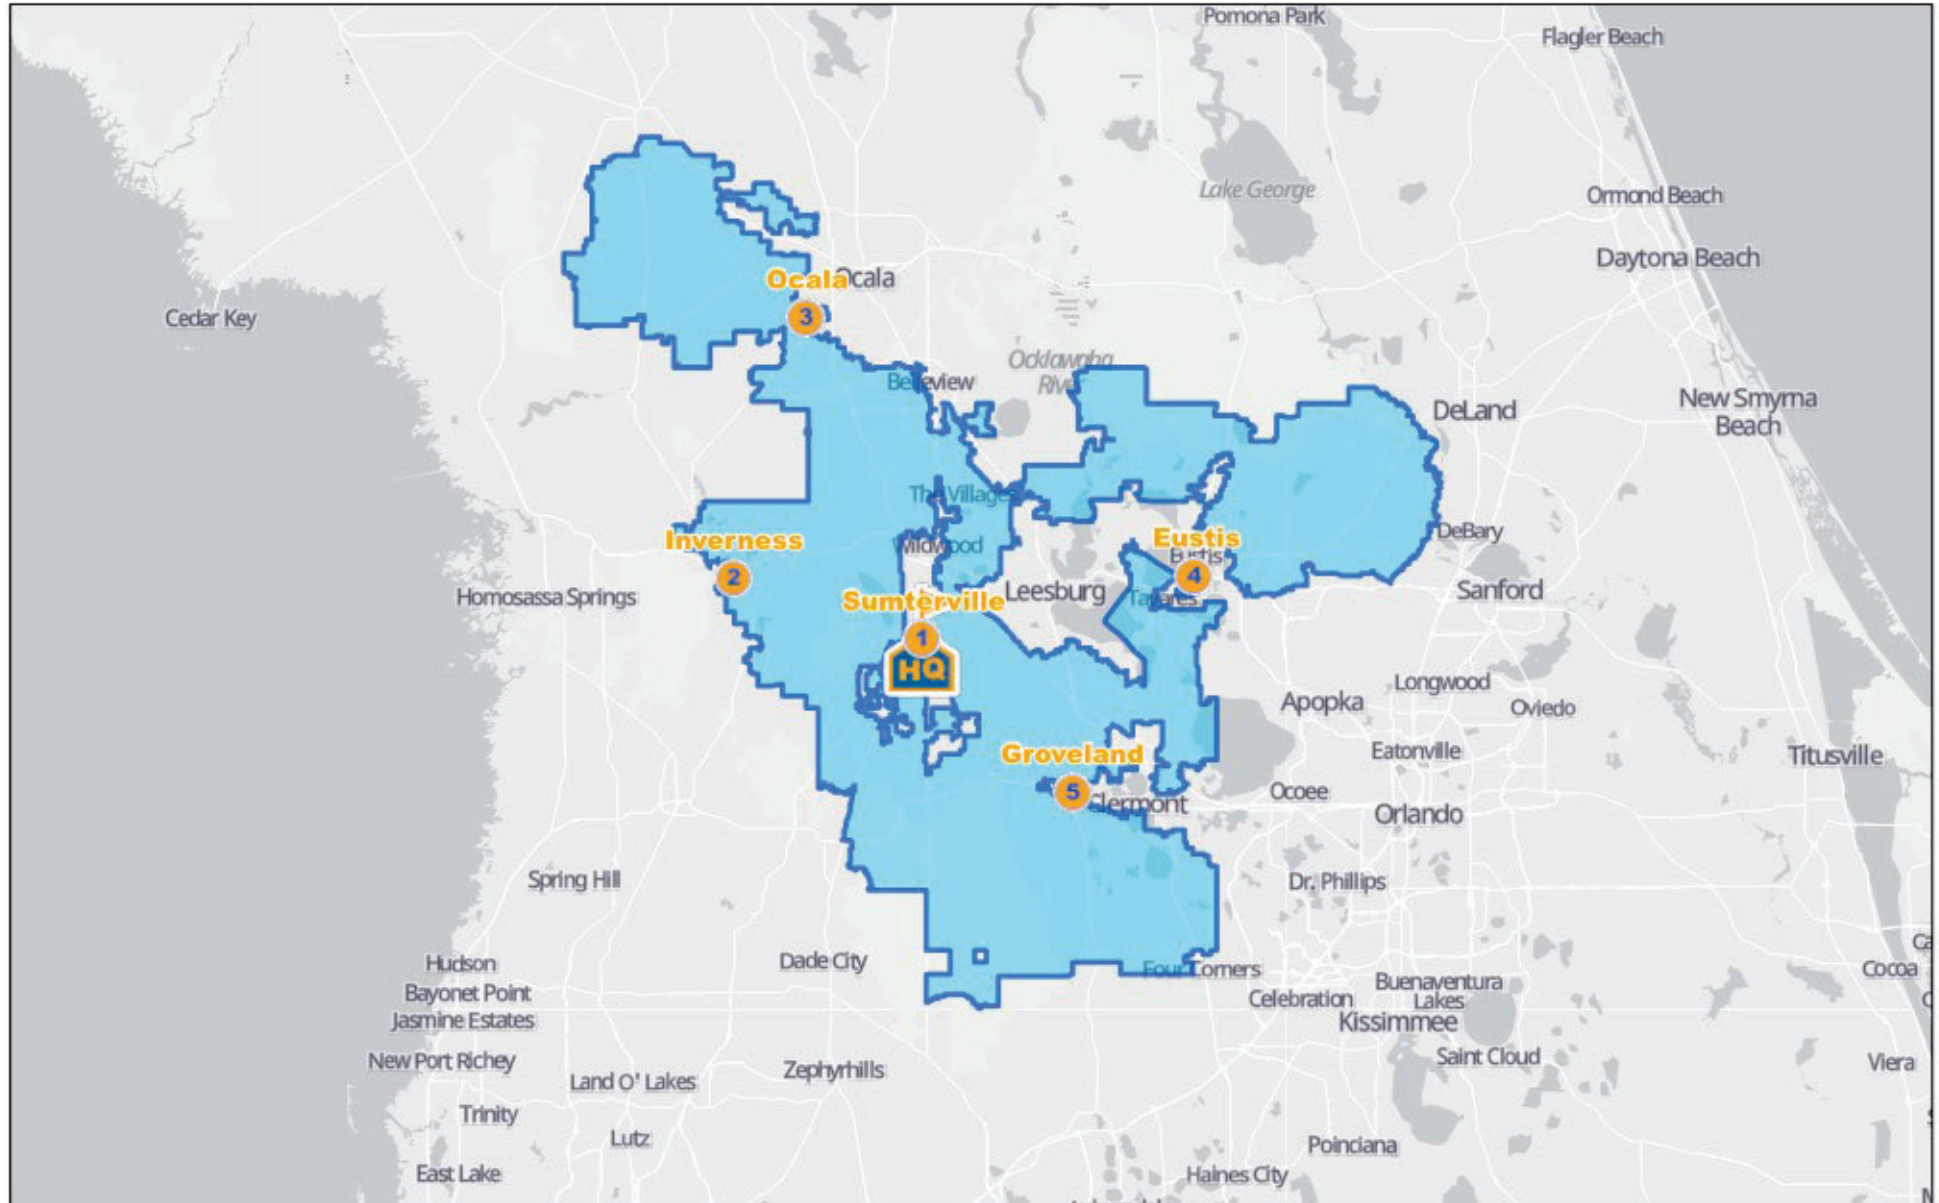 Pomona Park
Flagler Beach
Lake George
Ormond Beach
Daytona Beach
Ocala
Ocala
3
Cedar Key
Ocklawaha
River
Belleview
DeLand
New Smyrna
Beach
The Villages
DeBary
Inverness
2
Wildwood
Eustis
Eustis
4
Homosassa Springs
Sumterville
1
HQ
Leesburg
Tavares
Sanford
Longwood
Apopka
Oviedo
Groveland
5
Eatonville
Titusville
Clermont
Ocoee
Orlando
Spring Hill
Dr. Phillips
Hudson
Dade City
Four Corners
Cocoa
Bayonet Point
Celebration
Buenaventura
Lakes
Jasmine Estates
Kissimmee
New Port Richey
Saint Cloud
Viera
Land O' Lakes
Zephyrhills
Trinity
Lutz
Poinciana
East Lake
Haines City